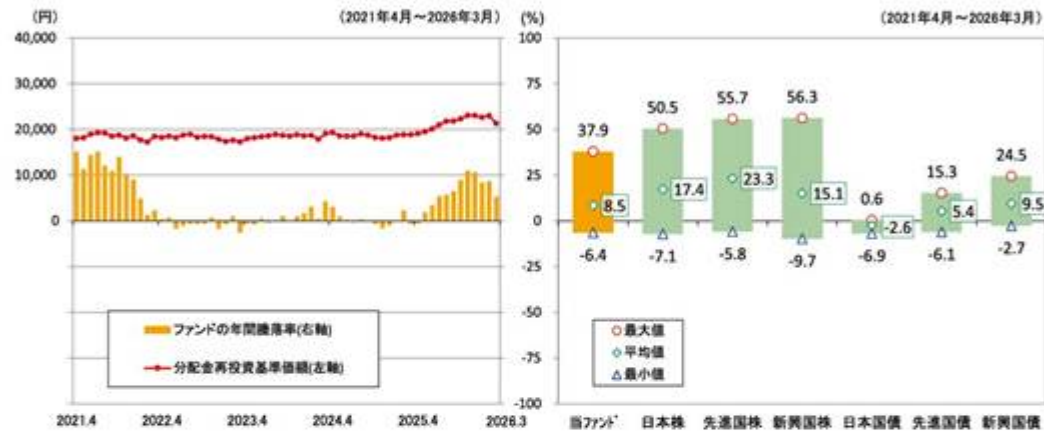 (円)
(2021年4月～2026年3月)
40,000
30,000
20,000
10,000
0
ファンドの年間騰落率(右軸)
分配金再投資基準価額(左軸)
2021.4 2022.4 2023.4 2024.4 2025.4 2026.3
(%)
(2021年4月～2026年3月)
100
75
50
25
0
-25
-50
-75
-100
37.9 50.5 55.7 56.3 0.6 15.3 24.5
8.5 17.4 23.3 15.1 -2.6 5.4 9.5
-6.4 -7.1 -5.8 -9.7 -6.9 -6.1 -2.7
最大値
平均値
最小値
当ファンド 日本株 先進国株 新興国株 日本国債 先進国債 新興国債